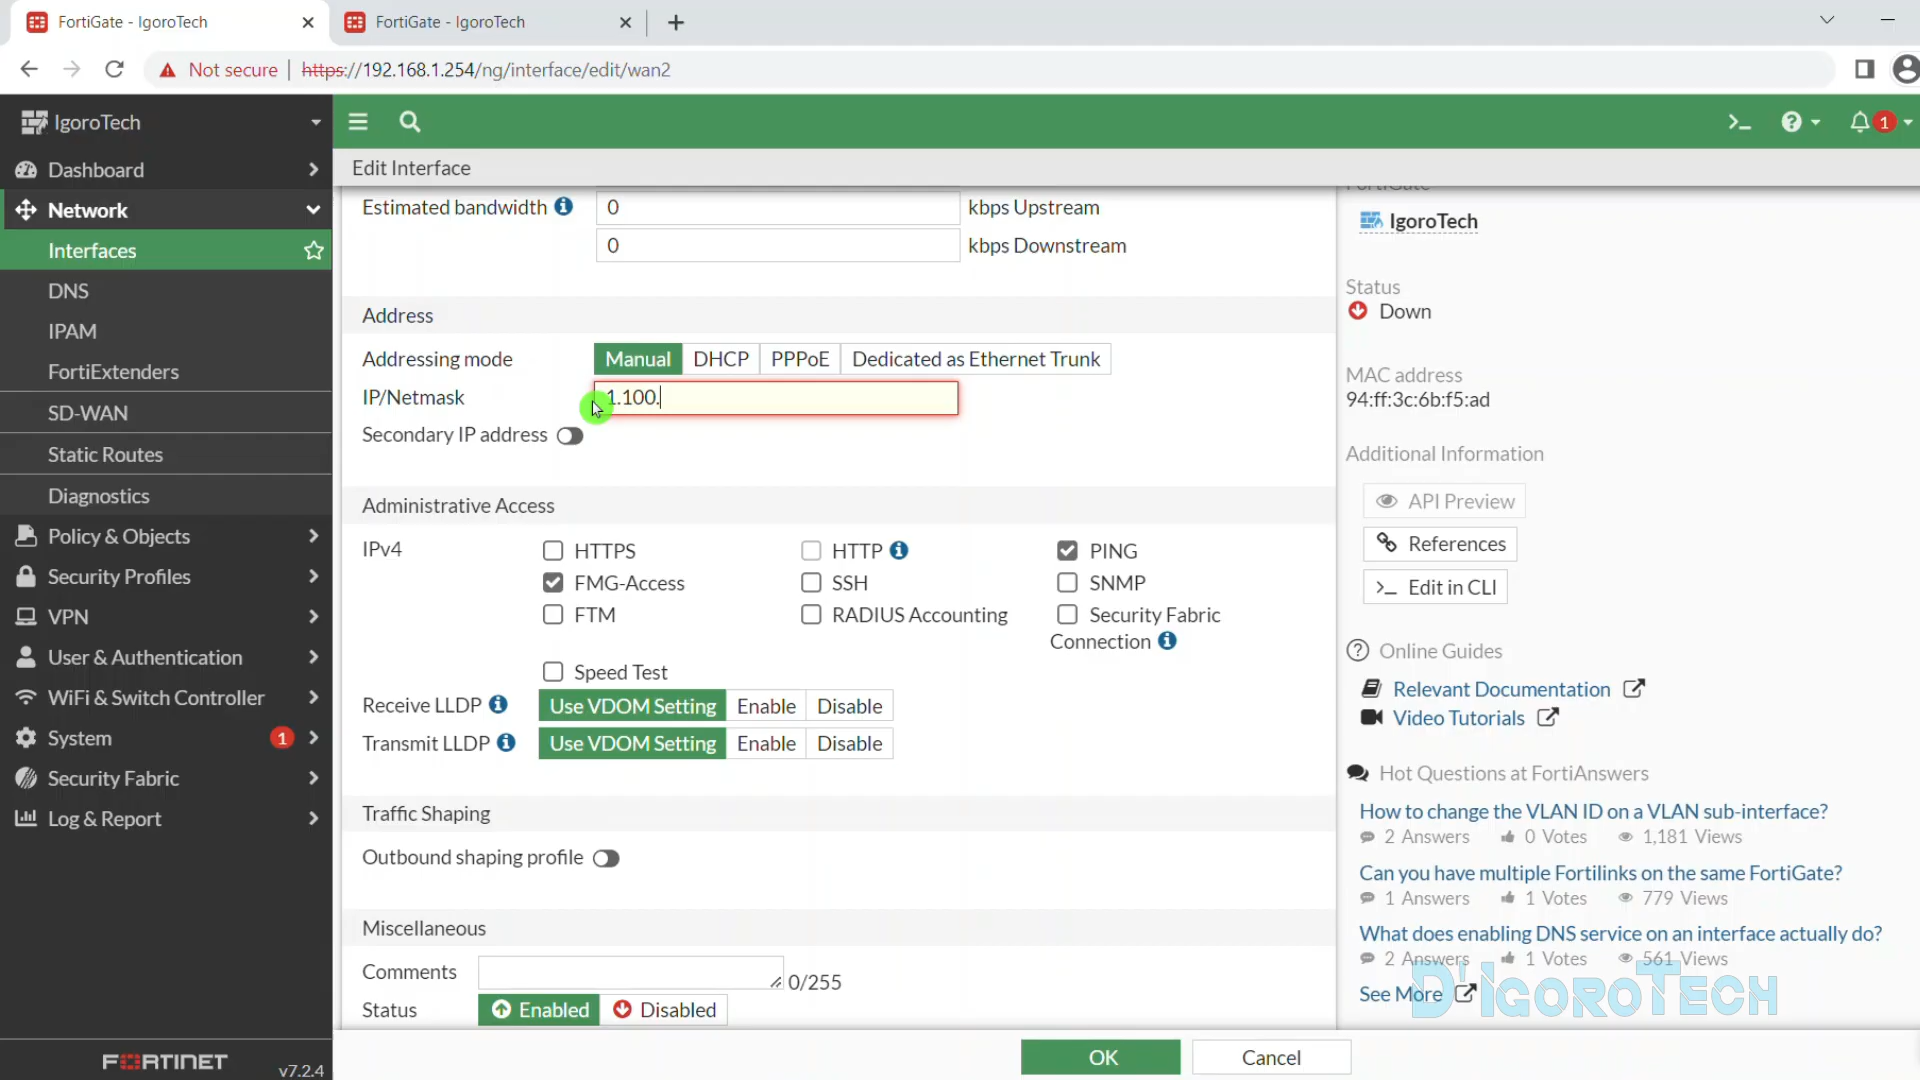 FortiGate - IgoroTech
FortiGate - IgoroTech
Not secure | https://192.168.1.254/ng/interface/edit/wan2
IgoroTech
Dashboard
Network
Interfaces
DNS
IPAM
FortiExtenders
SD-WAN
Static Routes
Diagnostics
Policy & Objects
Security Profiles
VPN
User & Authentication
WiFi & Switch Controller
System 1
Security Fabric
Log & Report
FORTINET v7.2.4
1
Edit Interface
Estimated bandwidth 0 kbps Upstream
0 kbps Downstream
Address
Addressing mode Manual DHCP PPPoE Dedicated as Ethernet Trunk
IP/Netmask 1.100.
Secondary IP address
Administrative Access
IPv4 HTTPS HTTP PING
FMG-Access SSH SNMP
FTM RADIUS Accounting Security Fabric
Connection
Speed Test
Receive LLDP Use VDOM Setting Enable Disable
Transmit LLDP Use VDOM Setting Enable Disable
Traffic Shaping
Outbound shaping profile
Miscellaneous
Comments 0/255
Status Enabled Disabled
OK Cancel
FortiGate
IgoroTech
Status
Down
MAC address
94:ff:3c:6b:f5:ad
Additional Information
API Preview
References
>_ Edit in CLI
Online Guides
Relevant Documentation
Video Tutorials
Hot Questions at FortiAnswers
How to change the VLAN ID on a VLAN sub-interface?
2 Answers 0 Votes 1,181 Views
Can you have multiple Fortilinks on the same FortiGate?
1 Answers 1 Votes 779 Views
What does enabling DNS service on an interface actually do?
2 Answers 1 Votes 561 Views
See More
D'IGOROTECH